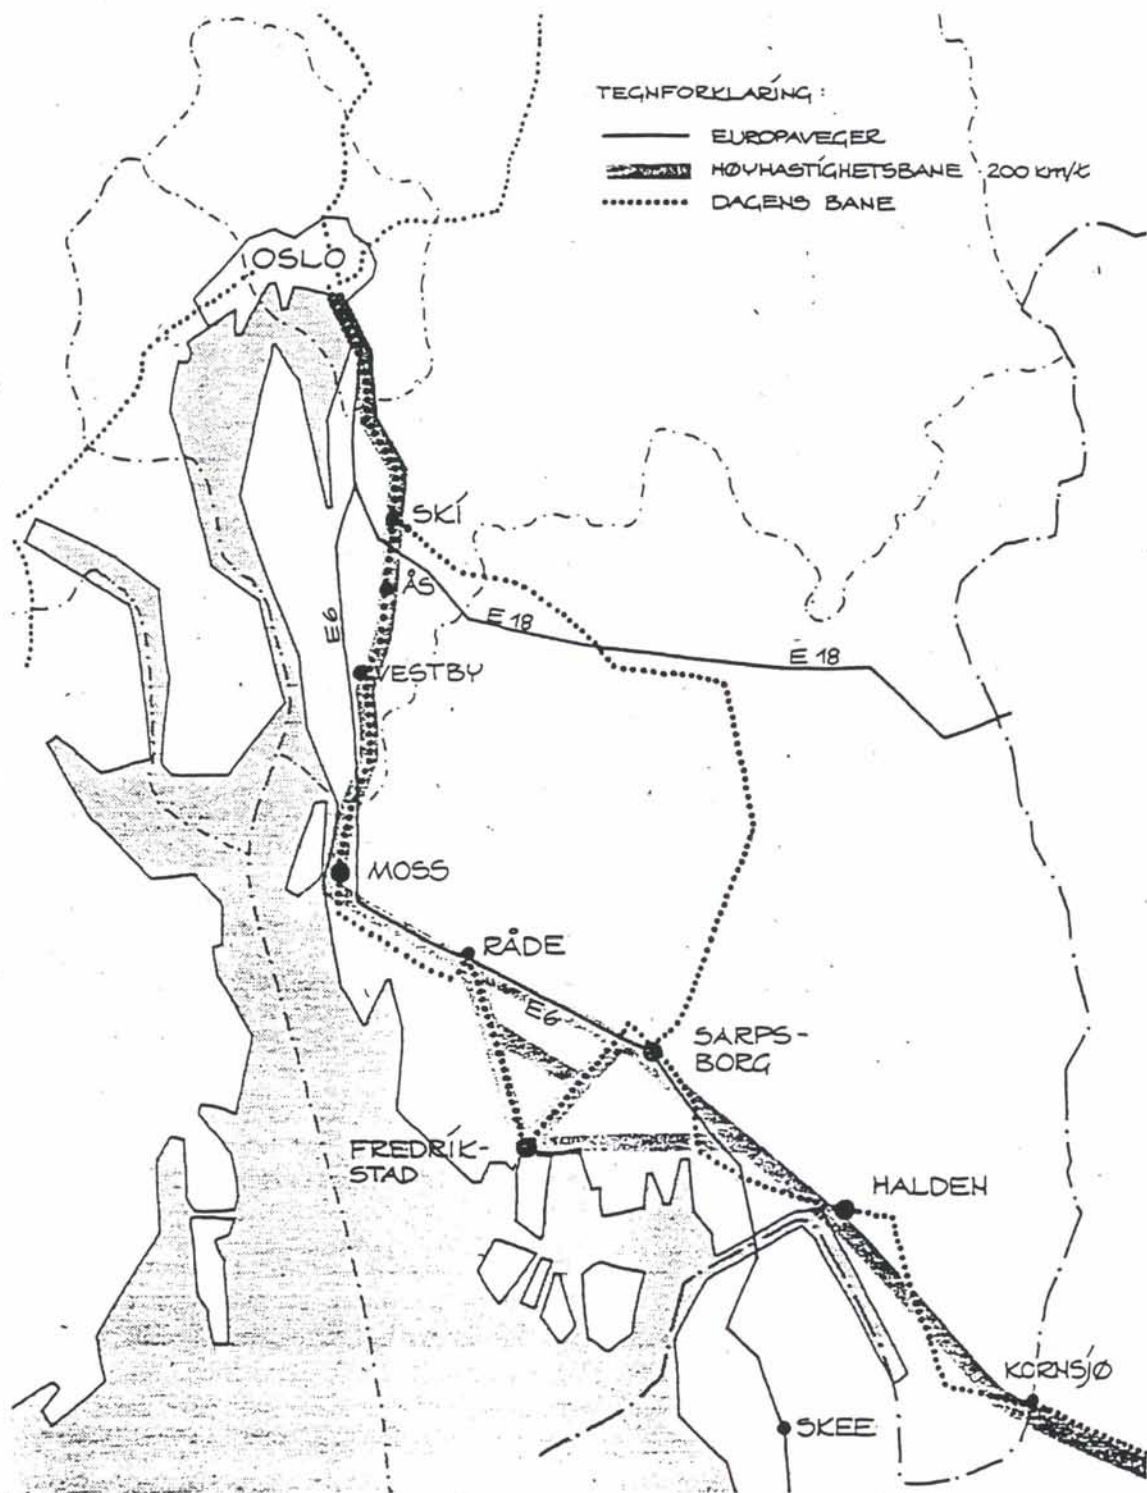 TEGNFORKLARING:
EUROPAVEGER
HØYHASTIGHETSBANE 200 km/t
DAGENS BANE
OSLO
SKI
ÅS
E6
E 18
E 18
VESTBY
MOSS
RÅDE
E6
SARPS-
BORG
FREDRIK-
STAD
HALDEN
KORNSJØ
SKEE